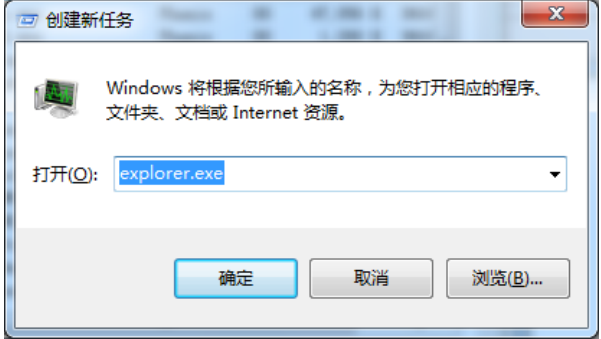 创建新任务
Windows 将根据您所输入的名称，为您打开相应的程序、
文件夹、文档或 Internet 资源。
打开(O): explorer.exe
确定 取消 浏览(B)...